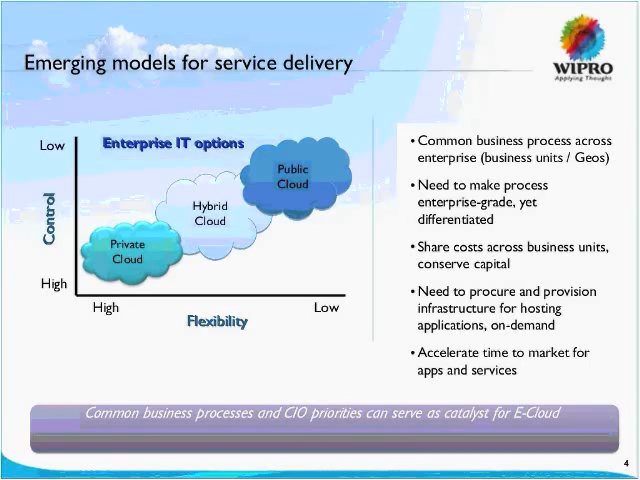 Emerging models for service delivery
WIPRO
Applying Thought
Enterprise IT options
Low
Control
High
Public
Cloud
Hybrid
Cloud
Private
Cloud
High
Flexibility
Low
• Common business process across
enterprise (business units / Geos)
• Need to make process
enterprise-grade, yet
differentiated
• Share costs across business units,
conserve capital
• Need to procure and provision
infrastructure for hosting
applications, on-demand
• Accelerate time to market for
apps and services
Common business processes and CIO priorities can serve as catalyst for E-Cloud
4